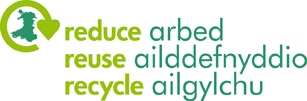 reduce arbed
reuse ailddefnyddio
recycle ailgylchu